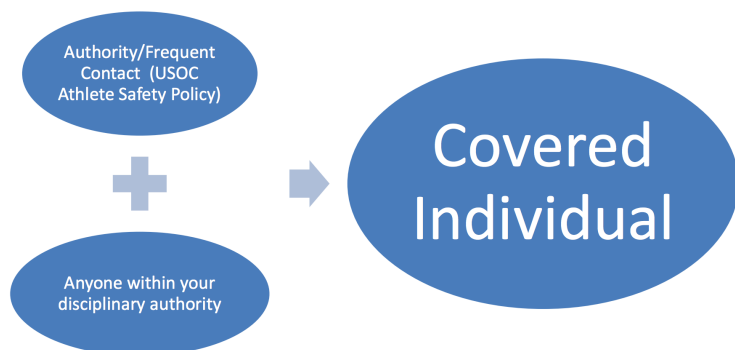 Authority/Frequent
Contact (USOC
Athlete Safety Policy)
Covered
Individual
Anyone within your
disciplinary authority